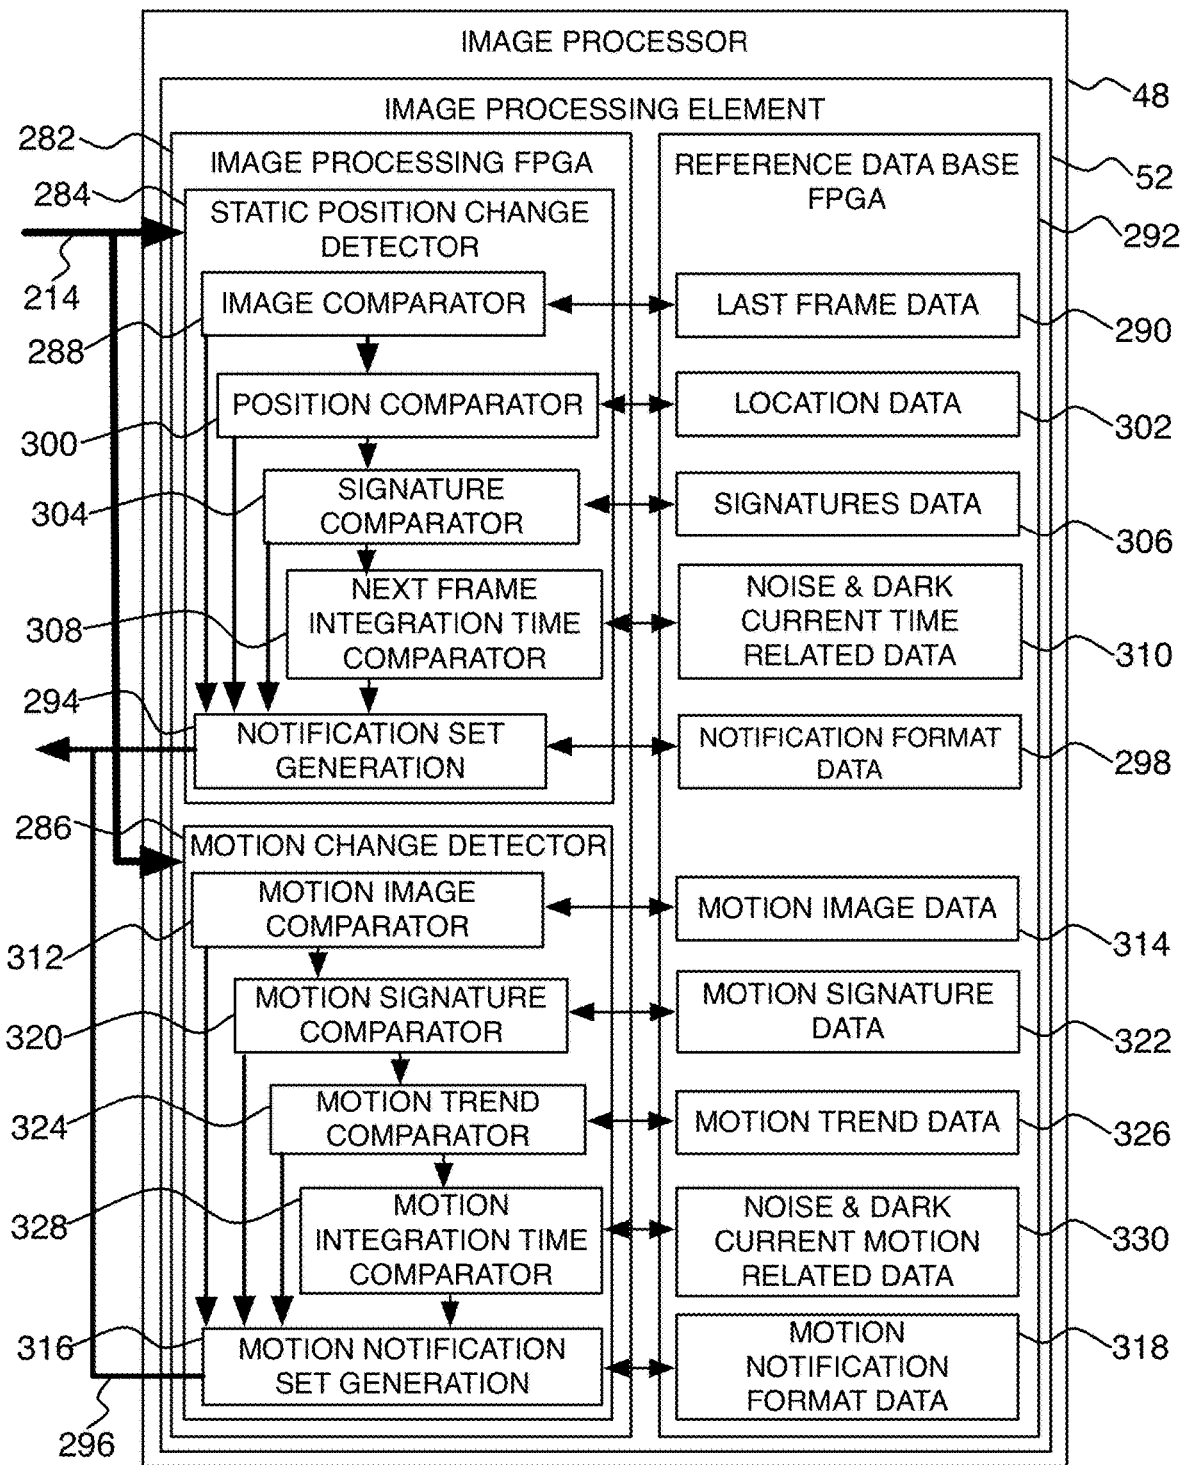 IMAGE PROCESSOR
48
IMAGE PROCESSING ELEMENT
52
282
IMAGE PROCESSING FPGA
REFERENCE DATA BASE
FPGA
292
284
STATIC POSITION CHANGE
DETECTOR
214
IMAGE COMPARATOR
LAST FRAME DATA
288
290
POSITION COMPARATOR
LOCATION DATA
300
302
SIGNATURE
COMPARATOR
SIGNATURES DATA
304
306
NEXT FRAME
INTEGRATION TIME
COMPARATOR
NOISE & DARK
CURRENT TIME
RELATED DATA
308
310
294
NOTIFICATION SET
GENERATION
NOTIFICATION FORMAT
DATA
298
286
MOTION CHANGE DETECTOR
MOTION IMAGE
COMPARATOR
MOTION IMAGE DATA
312
314
MOTION SIGNATURE
COMPARATOR
MOTION SIGNATURE
DATA
320
322
MOTION TREND
COMPARATOR
MOTION TREND DATA
324
326
MOTION
INTEGRATION TIME
COMPARATOR
NOISE & DARK
CURRENT MOTION
RELATED DATA
328
330
316
MOTION NOTIFICATION
SET GENERATION
MOTION
NOTIFICATION
FORMAT DATA
318
296